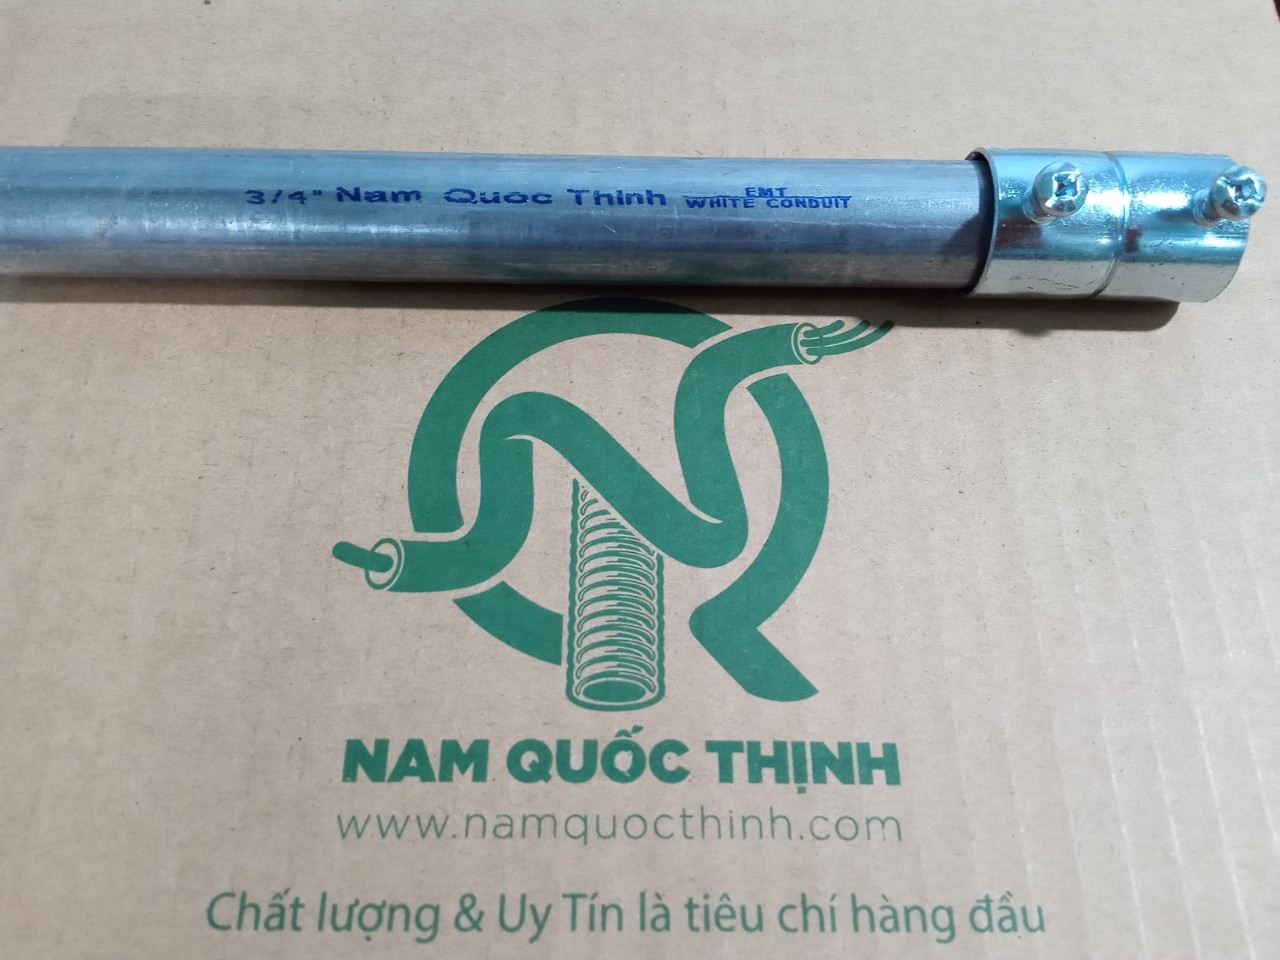 3/4" Nam Quoc Thinh EMT
WHITE CONDUIT
NAM QUỐC THỊNH
www.namquocthinh.com
Chất lượng & Uy Tín là tiêu chí hàng đầu